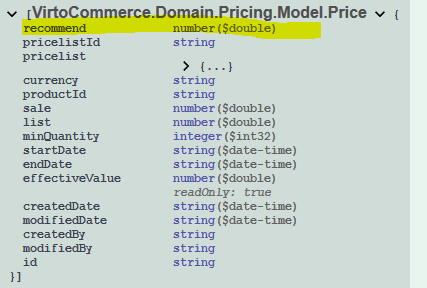 [VirtoCommerce.Domain.Pricing.Model.Price {
recommend number($double)
pricelistId string
pricelist
{...}
currency string
productId string
sale number($double)
list number($double)
minQuantity integer($int32)
startDate string($date-time)
endDate string($date-time)
effectiveValue number($double)
readOnly: true
createdDate string($date-time)
modifiedDate string($date-time)
createdBy string
modifiedBy string
id string
}]